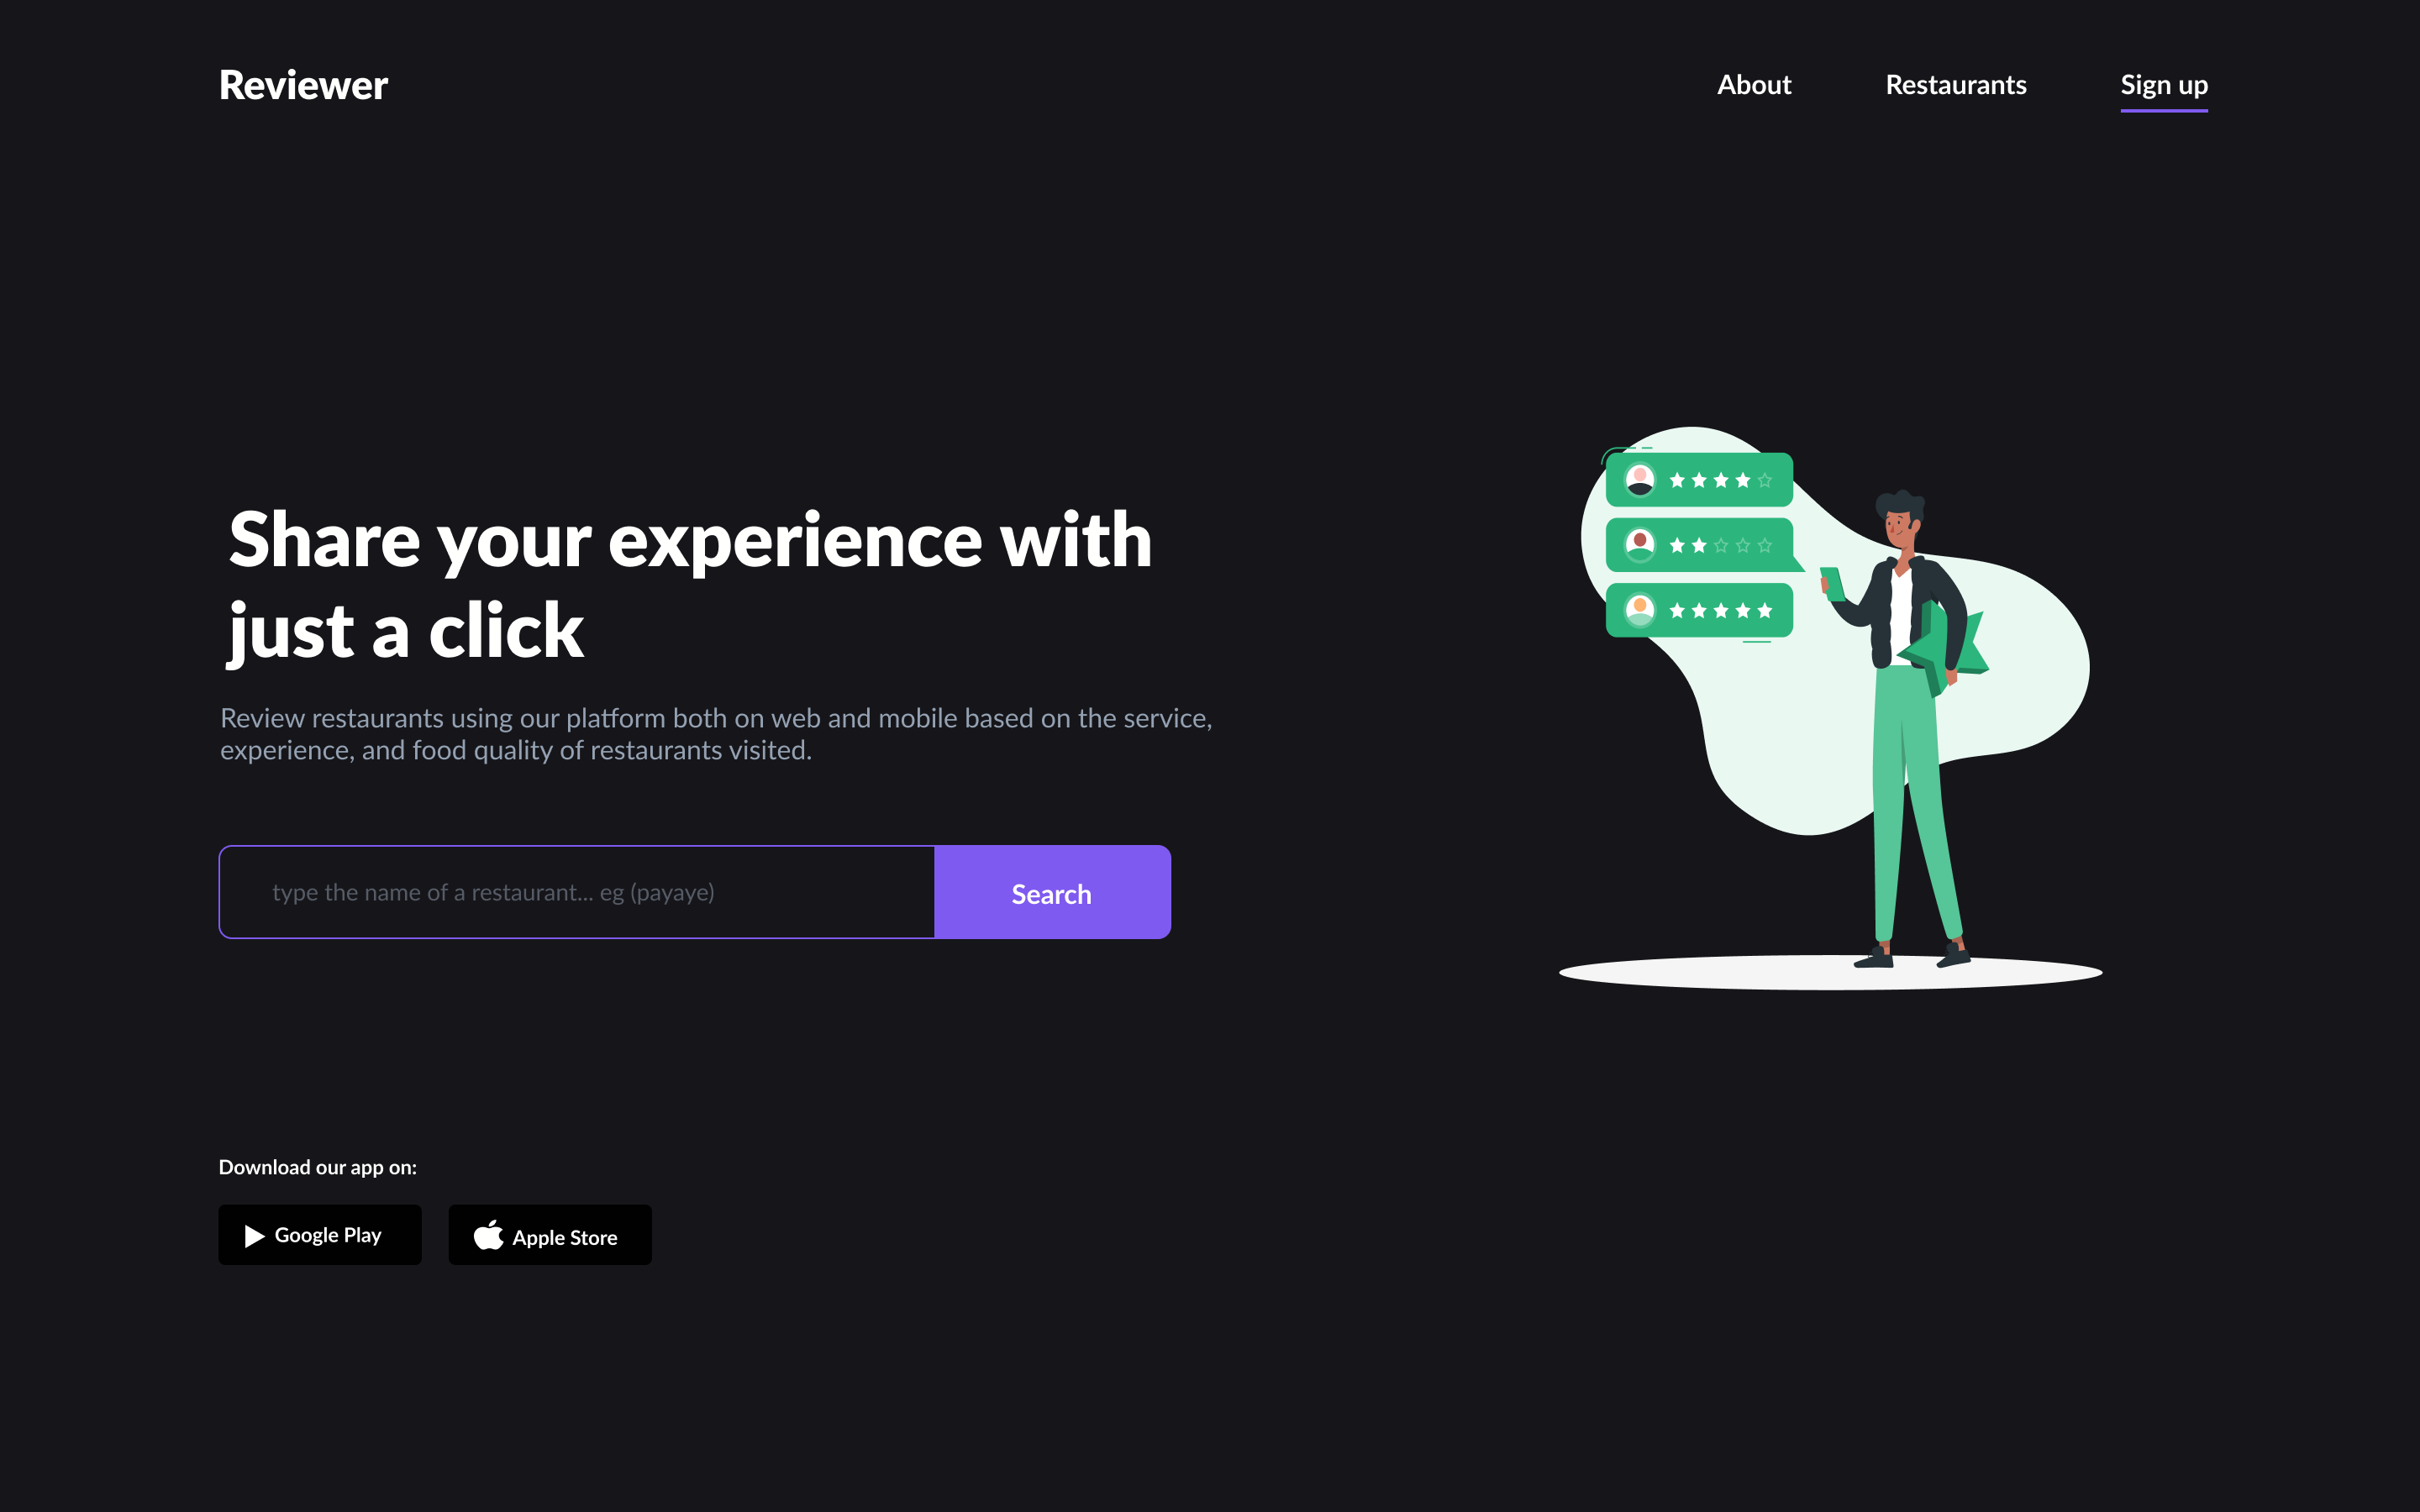 Reviewer
About
Restaurants
Sign up
Share your experience with
just a click
Review restaurants using our platform both on web and mobile based on the service,
experience, and food quality of restaurants visited.
type the name of a restaurant... eg (payaye)
Search
Download our app on:
Google Play
Apple Store